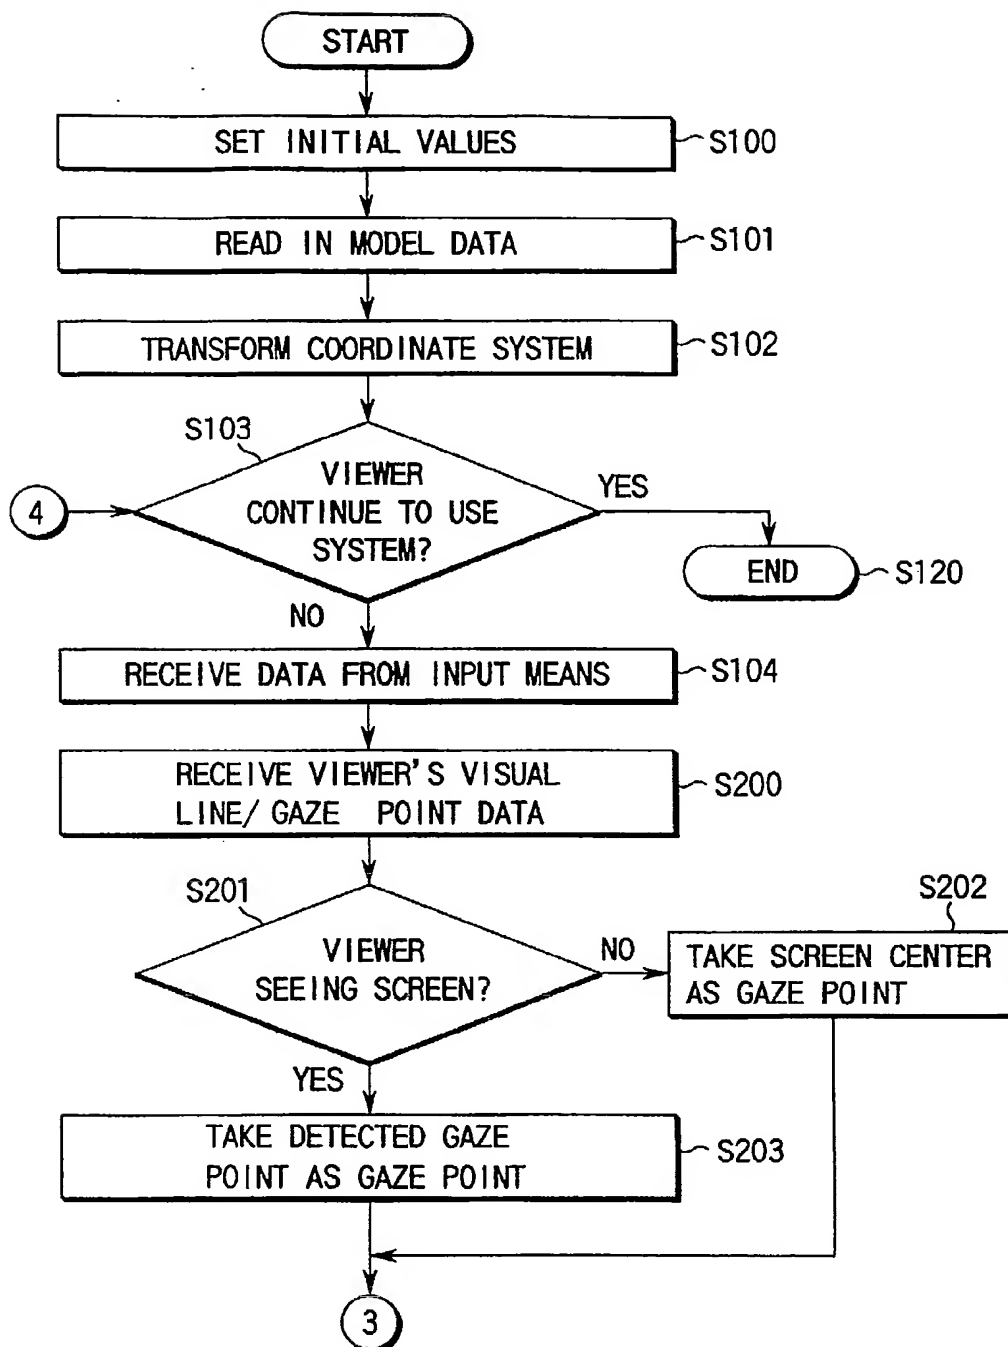 START
SET INITIAL VALUES
S100
READ IN MODEL DATA
S101
TRANSFORM COORDINATE SYSTEM
S102
S103
VIEWER
CONTINUE TO USE
SYSTEM?
YES
4
END
S120
NO
RECEIVE DATA FROM INPUT MEANS
S104
RECEIVE VIEWER'S VISUAL
LINE/ GAZE POINT DATA
S200
S201
VIEWER
SEEING SCREEN?
NO
S202
TAKE SCREEN CENTER
AS GAZE POINT
YES
TAKE DETECTED GAZE
POINT AS GAZE POINT
S203
3